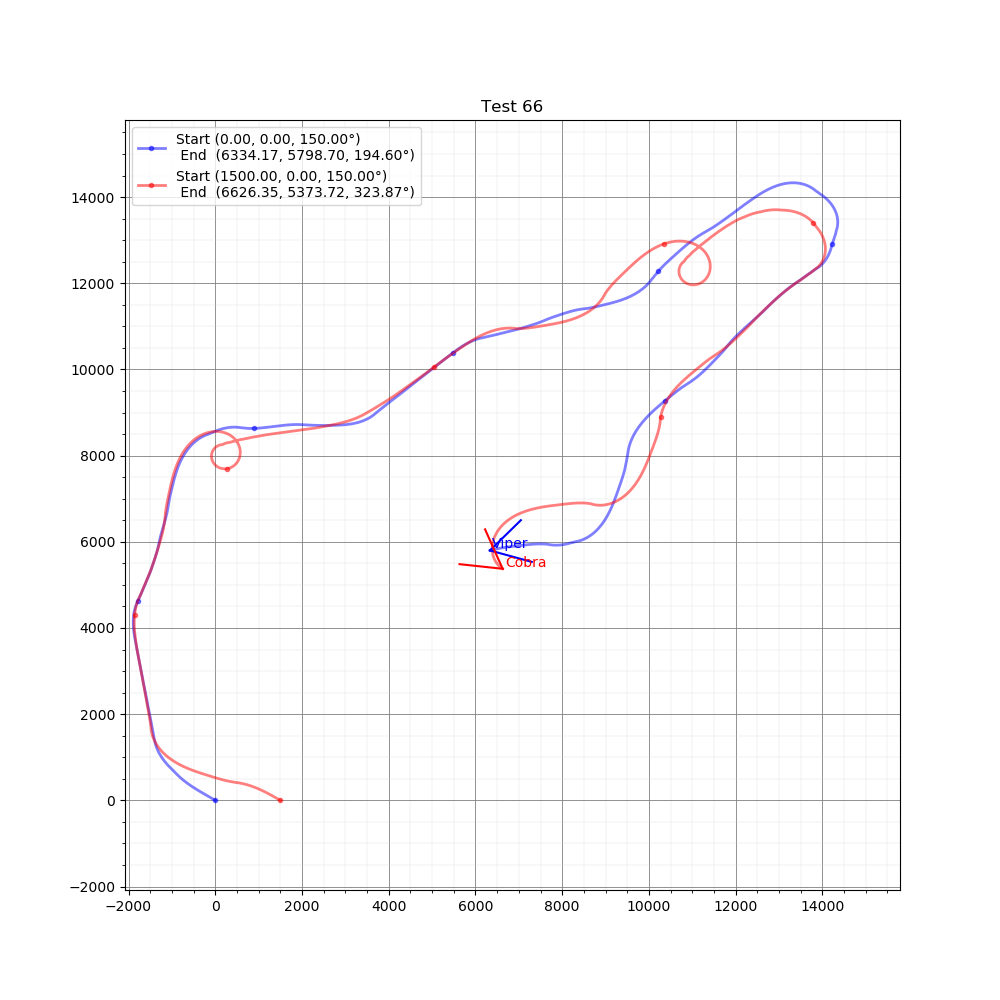 Test 66
Start (0.00, 0.00, 150.00°)
End (6334.17, 5798.70, 194.60°)
Start (1500.00, 0.00, 150.00°)
End (6626.35, 5373.72, 323.87°)
14000
12000
10000
8000
6000
4000
2000
0
−2000
Viper
Cobra
−2000 0 2000 4000 6000 8000 10000 12000 14000